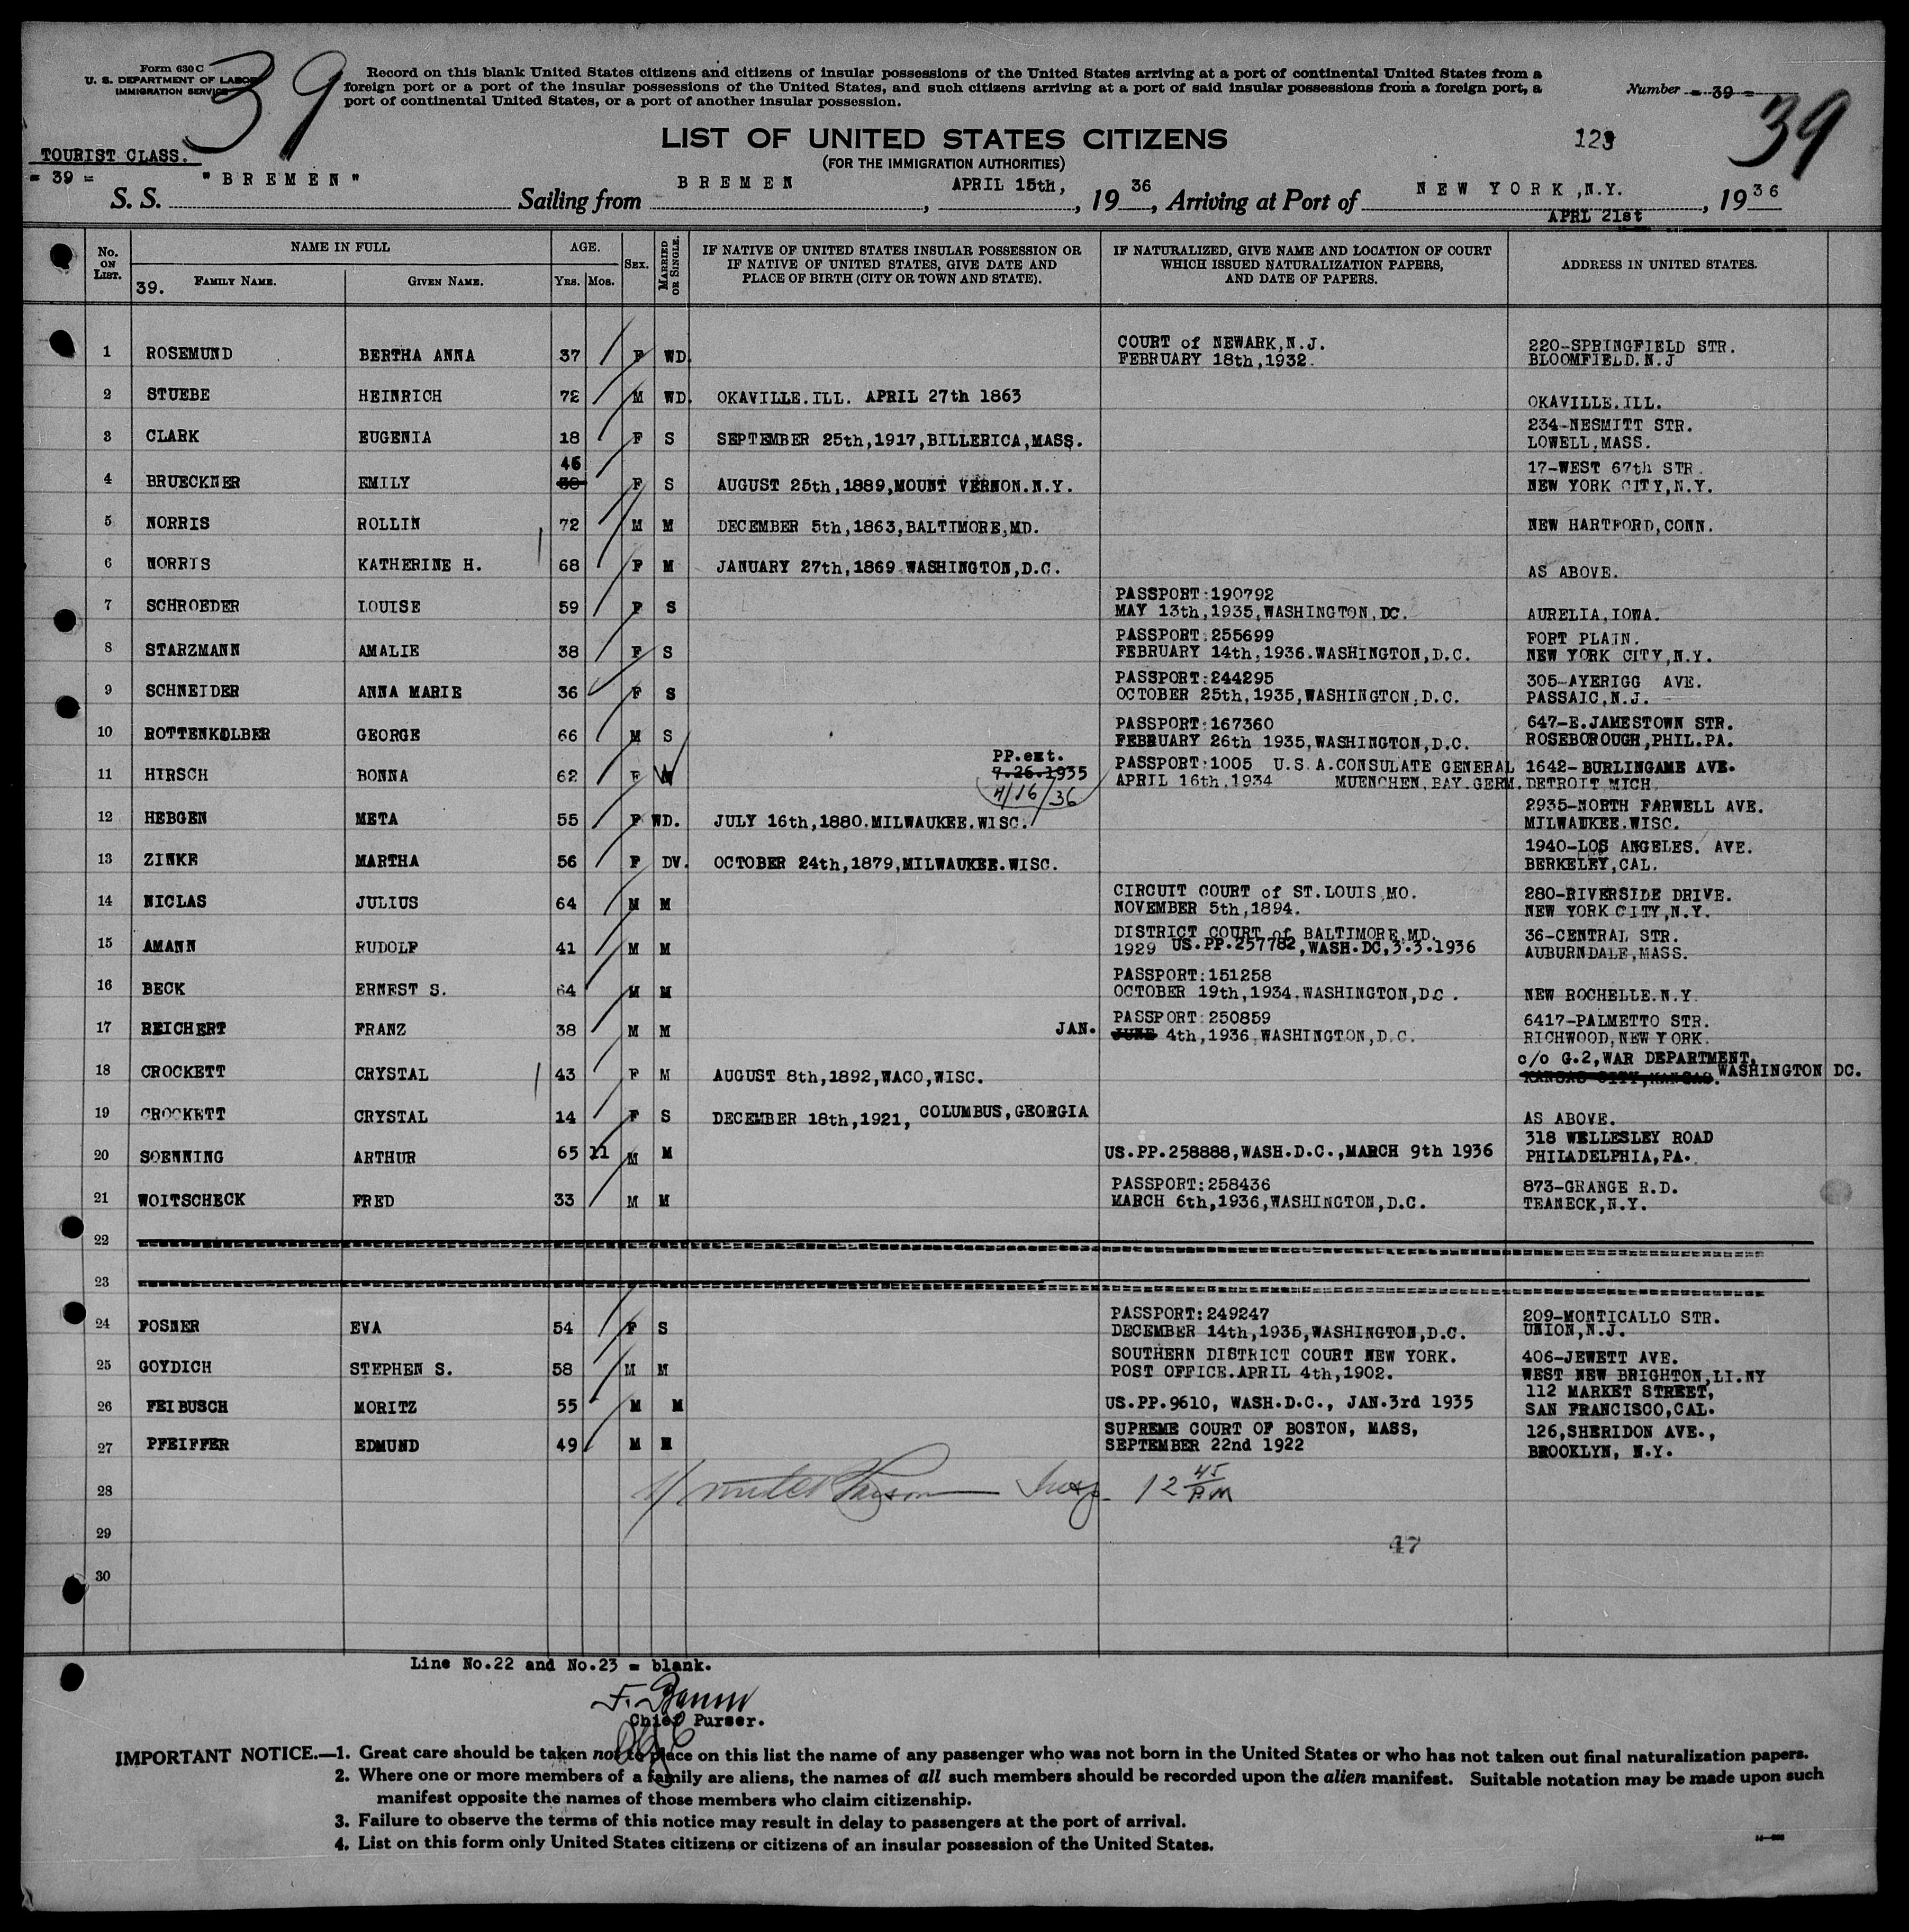 Form 630 C
U. S. DEPARTMENT OF LABOR
IMMIGRATION SERVICE
39
Record on this blank United States citizens and citizens of insular possessions of the United States arriving at a port of continental United States from a
foreign port or a port of the insular possessions of the United States, and such citizens arriving at a port of said insular possessions from a foreign port, a
port of continental United States, or a port of another insular possession.
Number = 39 =
39
LIST OF UNITED STATES CITIZENS
(FOR THE IMMIGRATION AUTHORITIES)
123
TOURIST CLASS.
= 39 =
S. S. "BREMEN" Sailing from BREMEN, APRIL 15th, 1936, Arriving at Port of NEW YORK,N.Y. APRL 21st, 1936
No. ON LIST. NAME IN FULL AGE. SEX. MARRIED OR SINGLE. IF NATIVE OF UNITED STATES INSULAR POSSESSION OR IF NATIVE OF UNITED STATES, GIVE DATE AND PLACE OF BIRTH (CITY OR TOWN AND STATE). IF NATURALIZED, GIVE NAME AND LOCATION OF COURT WHICH ISSUED NATURALIZATION PAPERS, AND DATE OF PAPERS. ADDRESS IN UNITED STATES.
39. FAMILY NAME. GIVEN NAME. YRS. MOS.
1 ROSEMUND BERTHA ANNA 37 F WD. COURT of NEWARK,N.J. FEBRUARY 18th,1932. 220-SPRINGFIELD STR. BLOOMFIELD.N.J
2 STUEBE HEINRICH 72 M WD. OKAVILLE.ILL. APRIL 27th 1863 OKAVILLE.ILL.
3 CLARK EUGENIA 18 F S SEPTEMBER 25th,1917,BILLERICA,MASS. 234-NESMITT STR. LOWELL,MASS.
4 BRUECKNER EMILY 46 F S AUGUST 25th,1889,MOUNT VERNON.N.Y. 17-WEST 67th STR. NEW YORK CITY,N.Y.
5 NORRIS ROLLIN 72 M M DECEMBER 5th,1863,BALTIMORE,MD. NEW HARTFORD,CONN.
6 NORRIS KATHERINE H. 68 F M JANUARY 27th,1869.WASHINGTON,D.C. AS ABOVE.
7 SCHROEDER LOUISE 59 F S PASSPORT:190792 MAY 13th,1935,WASHINGTON,DC. AURELIA,IOWA.
8 STARZMANN AMALIE 38 F S PASSPORT:255699 FEBRUARY 14th,1936.WASHINGTON,D.C. FORT PLAIN. NEW YORK CITY,N.Y.
9 SCHNEIDER ANNA MARIE 36 F S PASSPORT:244295 OCTOBER 25th,1935,WASHINGTON,D.C. 305-AYERIGG AVE. PASSAIC,N.J.
10 ROTTENKOLBER GEORGE 66 M S PASSPORT:167360 FEBRUARY 26th 1935,WASHINGTON,D.C. 647-E.JAMESTOWN STR. ROSEBOROUGH,PHIL.PA.
11 HIRSCH BONNA 62 F W PP.ext. 7.26.1935 4/16/36 PASSPORT:1005 U.S.A.CONSULATE GENERAL APRIL 16th,1934 MUENCHEN,BAY.GERM. 1642-BURLINGAME AVE. DETROIT MICH.
12 HEBGEN META 55 F WD. JULY 16th,1880.MILWAUKEE.WISC. 2935-NORTH FARWELL AVE. MILWAUKEE.WISC.
13 ZINKE MARTHA 56 F DV. OCTOBER 24th,1879,MILWAUKEE.WISC. 1940-LOS ANGELES. AVE. BERKELEY,CAL.
14 NICLAS JULIUS 64 M M CIRCUIT COURT of ST.LOUIS,MO. NOVEMBER 5th,1894. 280-RIVERSIDE DRIVE. NEW YORK CITY,N.Y.
15 AMANN RUDOLF 41 M M DISTRICT COURT of BALTIMORE,MD. 1929 US.PP.257782,WASH.DC,3.3.1936 36-CENTRAL STR. AUBURNDALE,MASS.
16 BECK ERNEST S. 64 M M PASSPORT:151258 OCTOBER 19th,1934.WASHINGTON,DC. NEW ROCHELLE.N.Y.
17 REICHERT FRANZ 38 M M PASSPORT:250859 JAN. JUNE 4th,1936,WASHINGTON,D.C. 6417-PALMETTO STR. RICHWOOD,NEW YORK.
18 CROCKETT CRYSTAL 43 F M AUGUST 8th,1892,WACO,WISC. c/o G.2,WAR DEPARTMENT, KANSAS CITY,KANSAS. WASHINGTON DC.
19 CROCKETT CRYSTAL 14 F S DECEMBER 18th,1921, COLUMBUS,GEORGIA AS ABOVE.
20 SOENNING ARTHUR 65 11 M M US.PP.258888,WASH.D.C.,MARCH 9th 1936 318 WELLESLEY ROAD PHILADELPHIA,PA.
21 WOITSCHECK FRED 33 M M PASSPORT:258436 MARCH 6th,1936,WASHINGTON,D.C. 873-GRANGE R.D. TEANECK,N.Y.
22
23
24 POSNER EVA 54 F S PASSPORT:249247 DECEMBER 14th,1935,WASHINGTON,D.C. 209-MONTICALLO STR. UNION,N.J.
25 GOYDICH STEPHEN S. 58 M M SOUTHERN DISTRICT COURT NEW YORK. POST OFFICE.APRIL 4th,1902. 406-JEWETT AVE. WEST NEW BRIGHTON,LI.NY
26 FEIBUSCH MORITZ 55 M M US.PP.9610, WASH.D.C., JAN.3rd 1935 112 MARKET STREET, SAN FRANCISCO,CAL.
27 PFEIFFER EDMUND 49 M M SUPREME COURT OF BOSTON, MASS, SEPTEMBER 22nd 1922 126,SHERIDON AVE., BROOKLYN, N.Y.
28 Insp. 12 45 PM
29 47
30
Line No.22 and No.23 = blank.
Chief Purser.
IMPORTANT NOTICE.—1. Great care should be taken not to place on this list the name of any passenger who was not born in the United States or who has not taken out final naturalization papers.
2. Where one or more members of a family are aliens, the names of all such members should be recorded upon the alien manifest. Suitable notation may be made upon such
manifest opposite the names of those members who claim citizenship.
3. Failure to observe the terms of this notice may result in delay to passengers at the port of arrival.
4. List on this form only United States citizens or citizens of an insular possession of the United States.